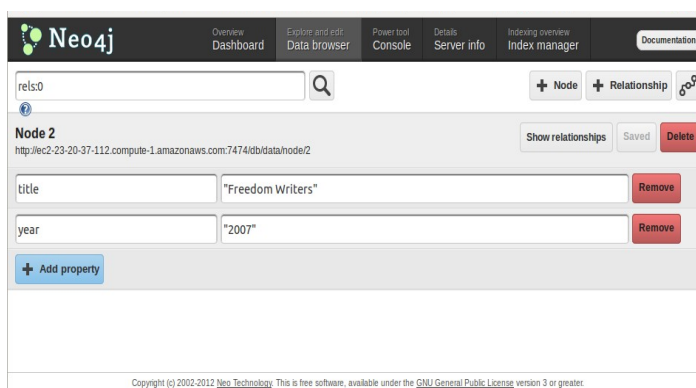 Neo4j
Overview
Dashboard
Explore and edit
Data browser
Power tool
Console
Details
Server info
Indexing overview
Index manager
Documentation
rels:0
+ Node
+ Relationship
?
Node 2
http://ec2-23-20-37-112.compute-1.amazonaws.com:7474/db/data/node/2
Show relationships
Saved
Delete
title
"Freedom Writers"
Remove
year
"2007"
Remove
+ Add property
Copyright (c) 2002-2012 Neo Technology. This is free software, available under the GNU General Public License version 3 or greater.